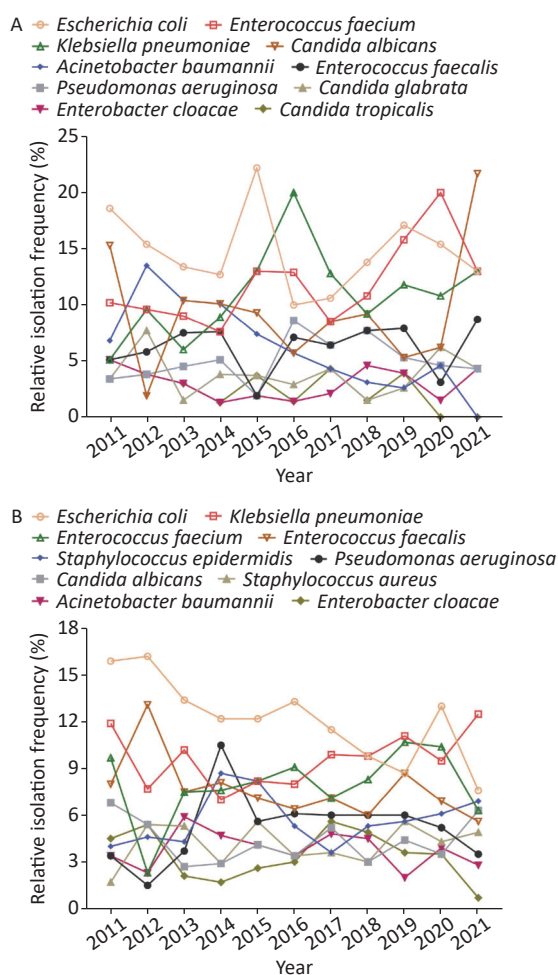 A
Escherichia coli Enterococcus faecium
Klebsiella pneumoniae Candida albicans
Acinetobacter baumannii Enterococcus faecalis
Pseudomonas aeruginosa Candida glabrata
Enterobacter cloacae Candida tropicalis
Relative isolation frequency (%)
25
20
15
10
5
0
2011 2012 2013 2014 2015 2016 2017 2018 2019 2020 2021
Year
B
Escherichia coli Klebsiella pneumoniae
Enterococcus faecium Enterococcus faecalis
Staphylococcus epidermidis Pseudomonas aeruginosa
Candida albicans Staphylococcus aureus
Acinetobacter baumannii Enterobacter cloacae
Relative isolation frequency (%)
18
15
12
9
6
3
0
2011 2012 2013 2014 2015 2016 2017 2018 2019 2020 2021
Year